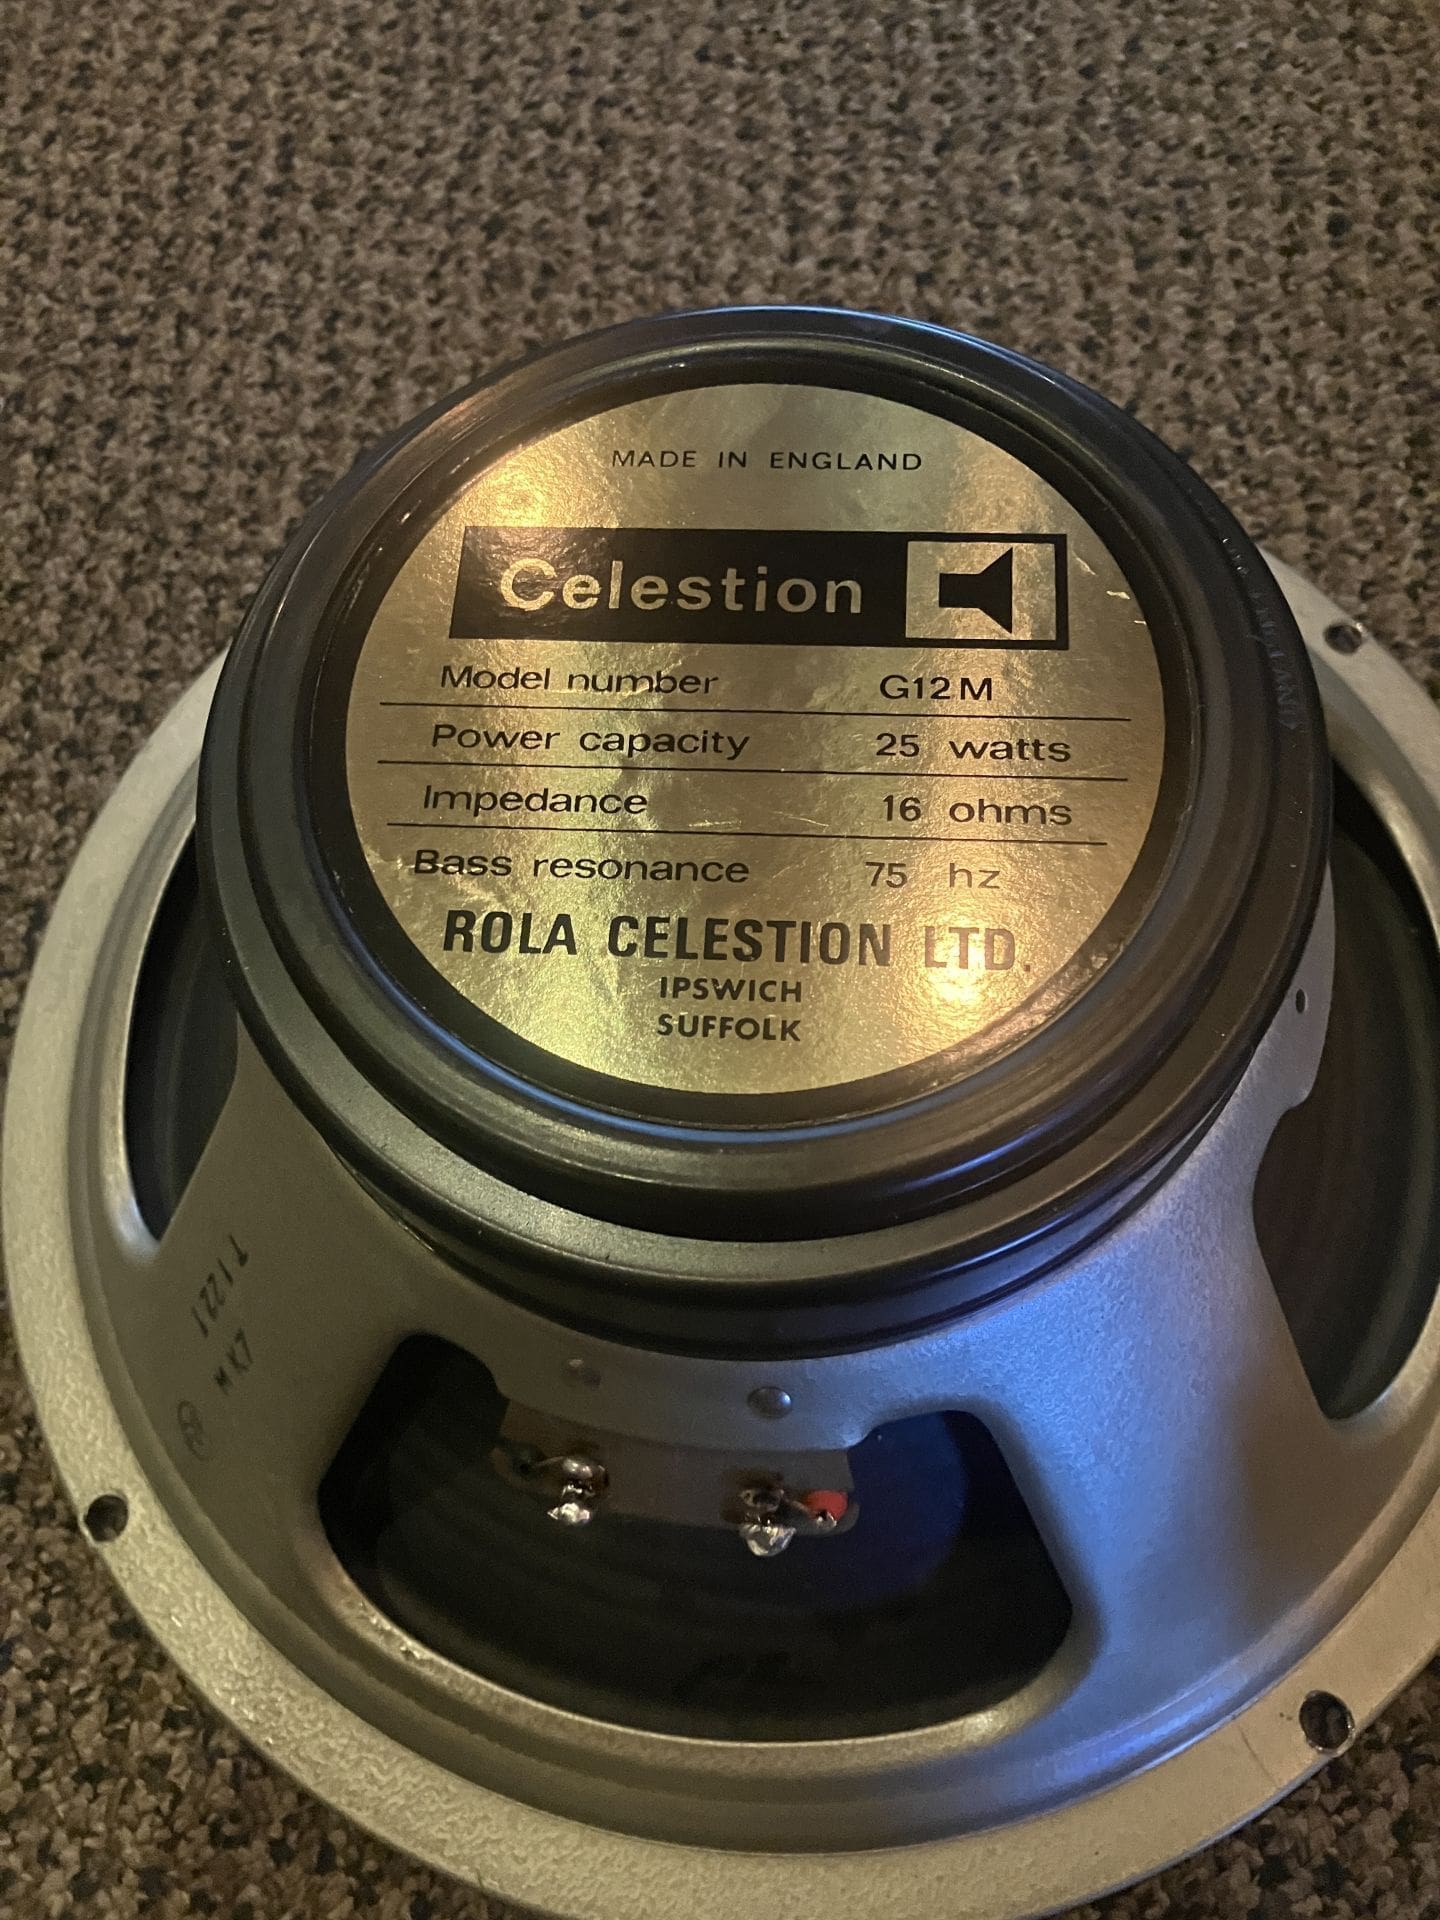 MADE IN ENGLAND
Celestion
Model number G12M
Power capacity 25 watts
Impedance 16 ohms
Bass resonance 75 hz
ROLA CELESTION LTD.
IPSWICH
SUFFOLK
T1221
ENGLAND